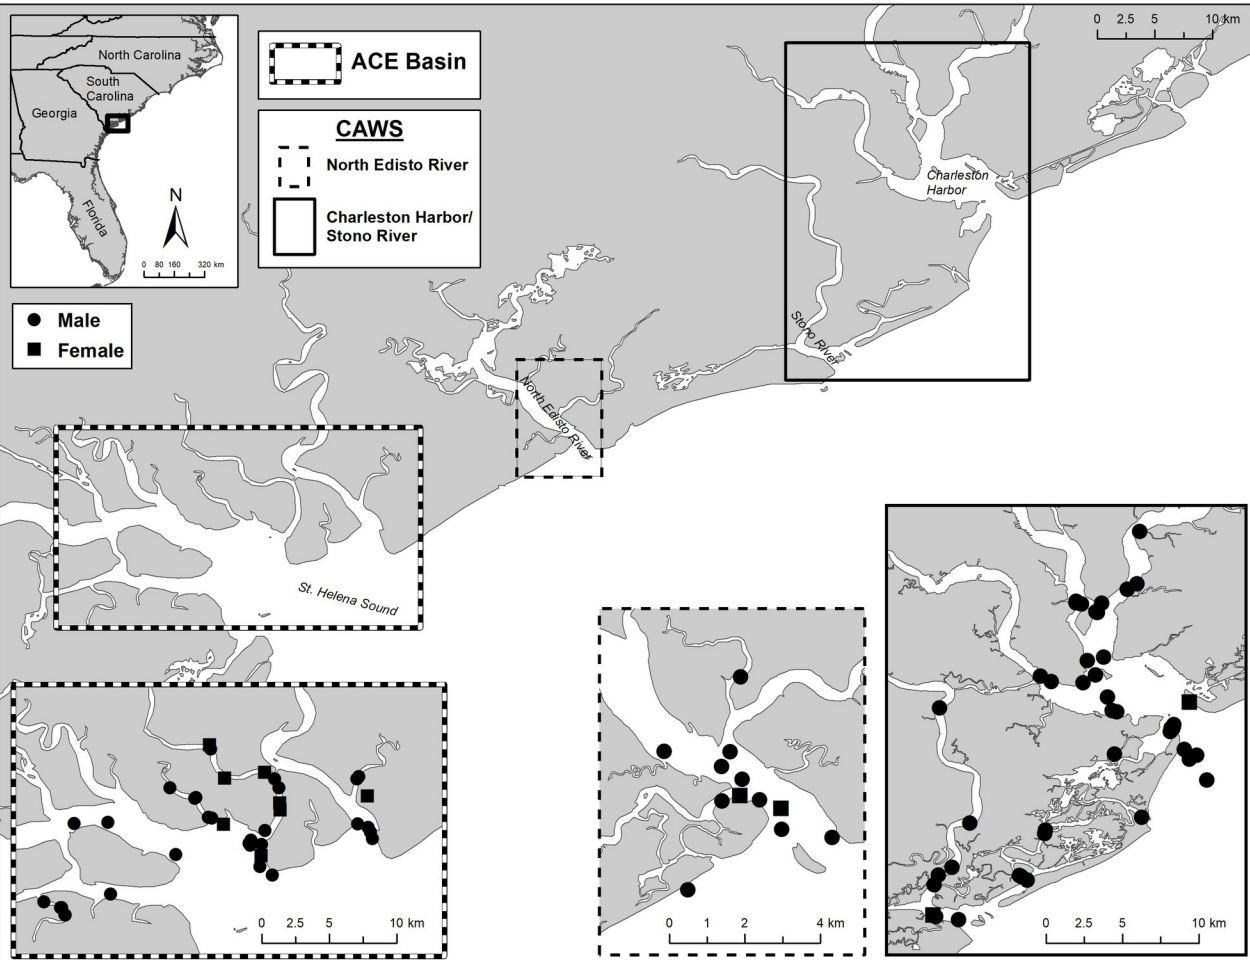 North Carolina
South
Carolina
Georgia
Florida
N
0 80 160 320 km
ACE Basin
CAWS
North Edisto River
Charleston Harbor/
Stono River
Male
Female
0 2.5 5 10 km
Charleston
Harbor
Stono River
North Edisto River
St. Helena Sound
0 2.5 5 10 km
0 1 2 4 km
0 2.5 5 10 km